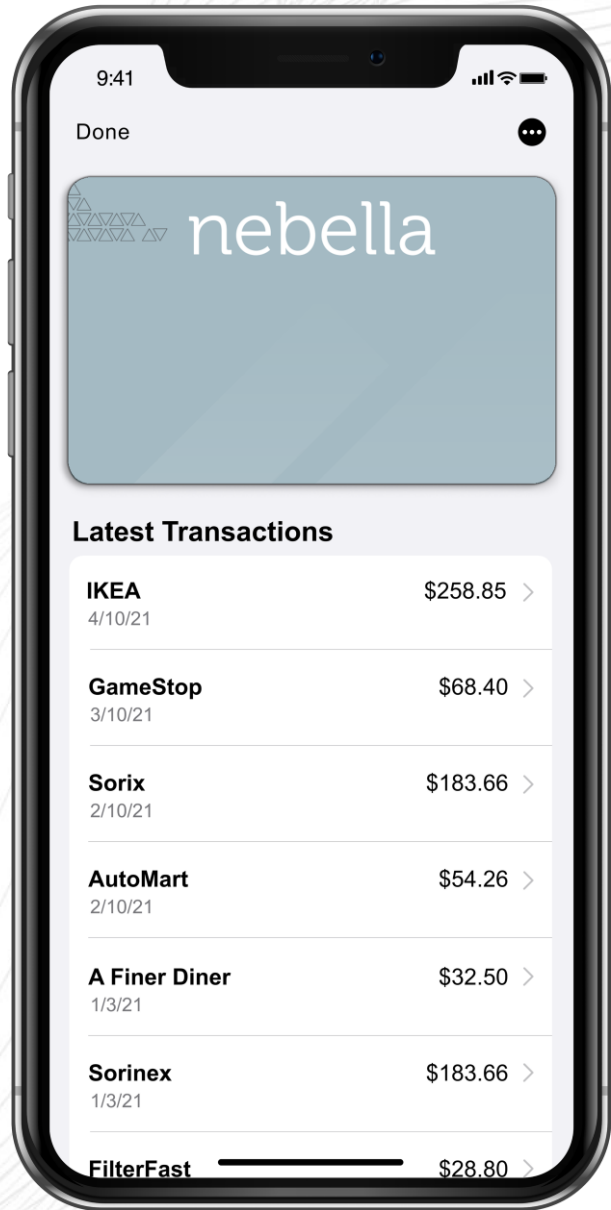 9:41
Done
nebella
Latest Transactions
IKEA $258.85
4/10/21
GameStop $68.40
3/10/21
Sorix $183.66
2/10/21
AutoMart $54.26
2/10/21
A Finer Diner $32.50
1/3/21
Sorinex $183.66
1/3/21
FilterFast $28.80